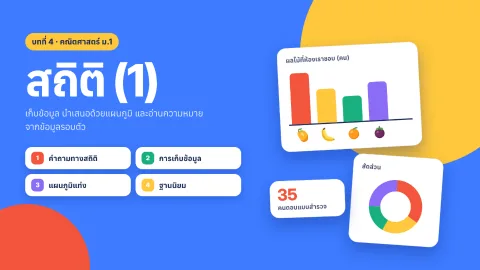 บทที่ 4 · คณิตศาสตร์ ม.1
สถิติ (1)
เก็บข้อมูล นำเสนอด้วยแผนภูมิ และอ่านความหมาย
จากข้อมูลรอบตัว
1 คำถามทางสถิติ
2 การเก็บข้อมูล
3 แผนภูมิแท่ง
4 ฐานนิยม
ผลไม้ที่ห้องเราชอบ (คน)
35
คนตอบแบบสำรวจ
สัดส่วน